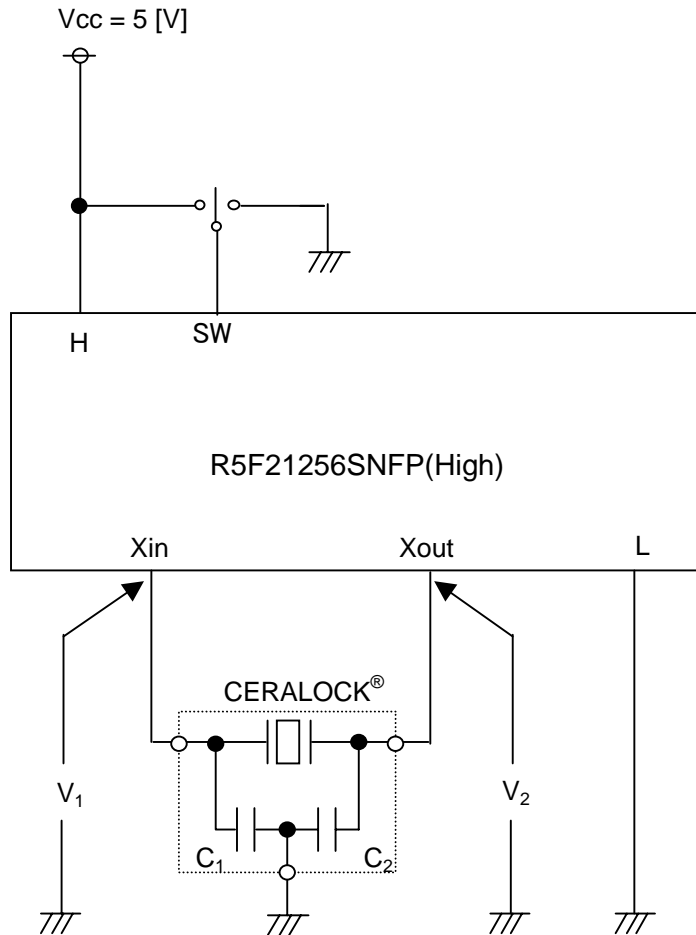 Vcc = 5 [V]
H
SW
R5F21256SNFP(High)
Xin
Xout
L
CERALOCK®
V₁
V₂
C₁
C₂